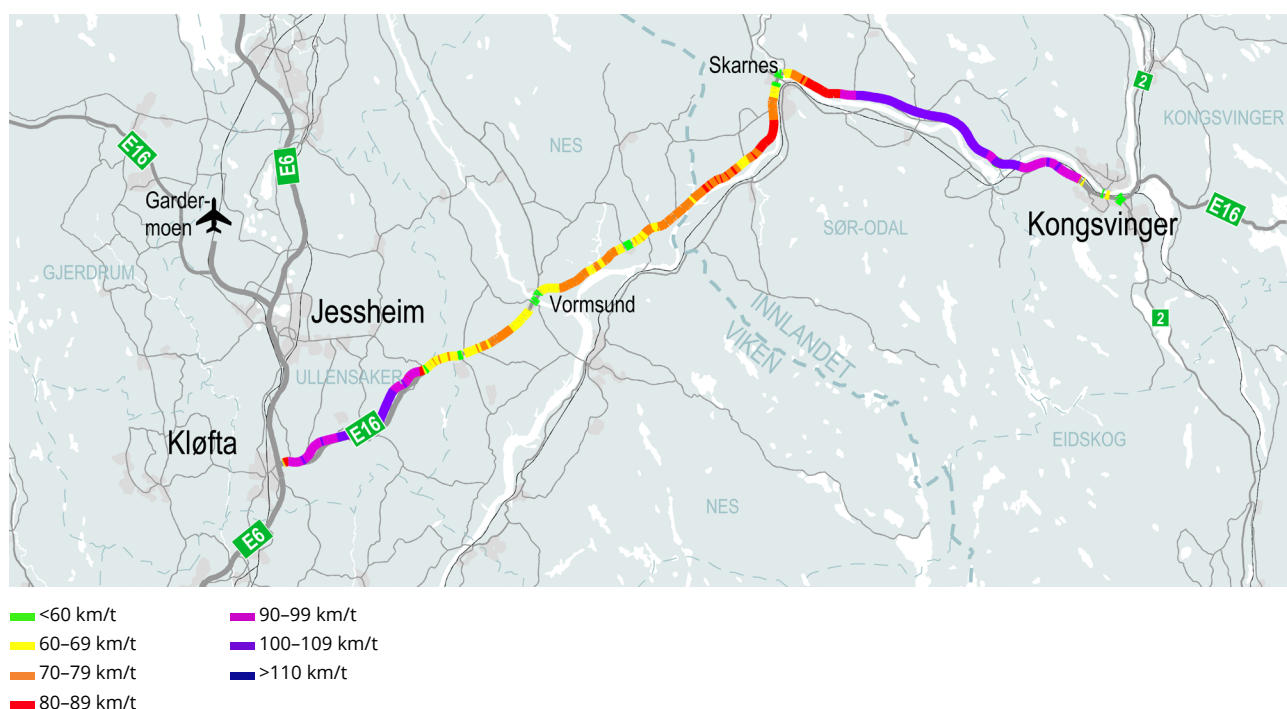 Skarnes
2
KONGSVINGER
E16
NES
E6
Garder-
moen
E16
Kongsvinger
SØR-ODAL
GJERDRUM
Jessheim
Vormsund
INNLANDET
VIKEN
2
ULLENSAKER
E16
Kløfta
EIDSKOG
NES
E6
<60 km/t
90–99 km/t
60–69 km/t
100–109 km/t
70–79 km/t
>110 km/t
80–89 km/t